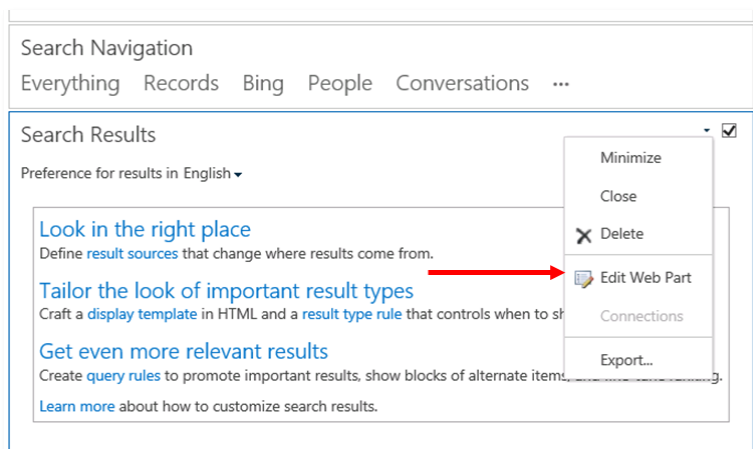 Search Navigation
Everything Records Bing People Conversations ...
Search Results
Preference for results in English
Minimize
Close
Delete
Edit Web Part
Connections
Export...
Look in the right place
Define result sources that change where results come from.
Tailor the look of important result types
Craft a display template in HTML and a result type rule that controls when to sh
Get even more relevant results
Create query rules to promote important results, show blocks of alternate items,
Learn more about how to customize search results.